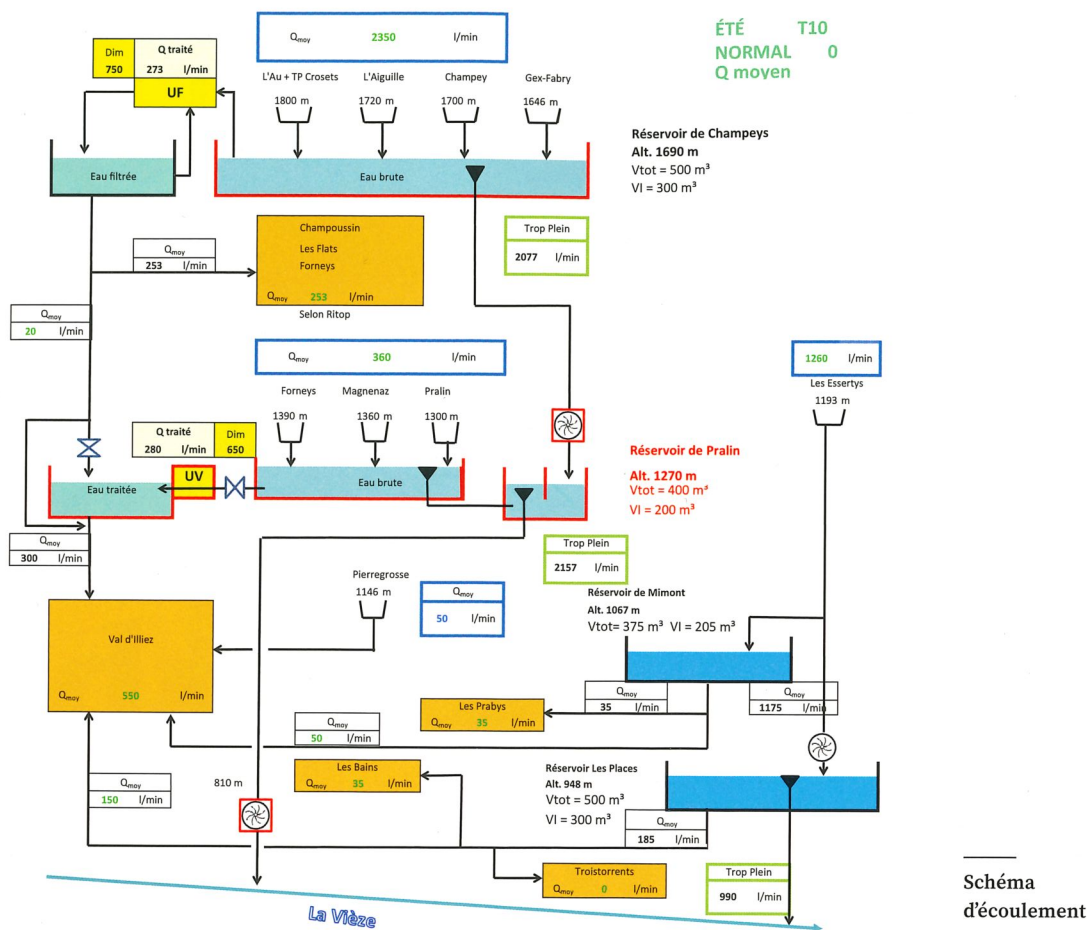 ÉTÉ T10
NORMAL 0
Q moyen
Dim
750
Q traité
273 l/min
UF
Qmoy 2350 l/min
L'Au + TP Crosets
1800 m
L'Aiguille
1720 m
Champey
1700 m
Gex-Fabry
1646 m
Eau filtrée
Eau brute
Réservoir de Champeys
Alt. 1690 m
Vtot = 500 m³
VI = 300 m³
Champoussin
Les Flats
Forneys
Qmoy 253 l/min
Selon Ritop
Qmoy
253 l/min
Trop Plein
2077 l/min
Qmoy
20 l/min
Qmoy 360 l/min
Forneys
1390 m
Magnenaz
1360 m
Pralin
1300 m
1260 l/min
Les Essertys
1193 m
Q traité
280 l/min
Dim
650
UV
Eau traitée
Eau brute
Réservoir de Pralin
Alt. 1270 m
Vtot = 400 m³
VI = 200 m³
Qmoy
300 l/min
Trop Plein
2157 l/min
Pierregrosse
1146 m
Qmoy
50 l/min
Réservoir de Mimont
Alt. 1067 m
Vtot= 375 m³ VI = 205 m³
Val d'Illiez
Qmoy 550 l/min
Les Prabys
Qmoy 35 l/min
Qmoy
35 l/min
Qmoy
1175 l/min
Qmoy
50 l/min
Les Bains
Qmoy 35 l/min
810 m
Qmoy
150 l/min
Réservoir Les Places
Alt. 948 m
Vtot = 500 m³
VI = 300 m³
Qmoy
185 l/min
Troistorrents
Qmoy 0 l/min
Trop Plein
990 l/min
La Vièze
Schéma
d'écoulement